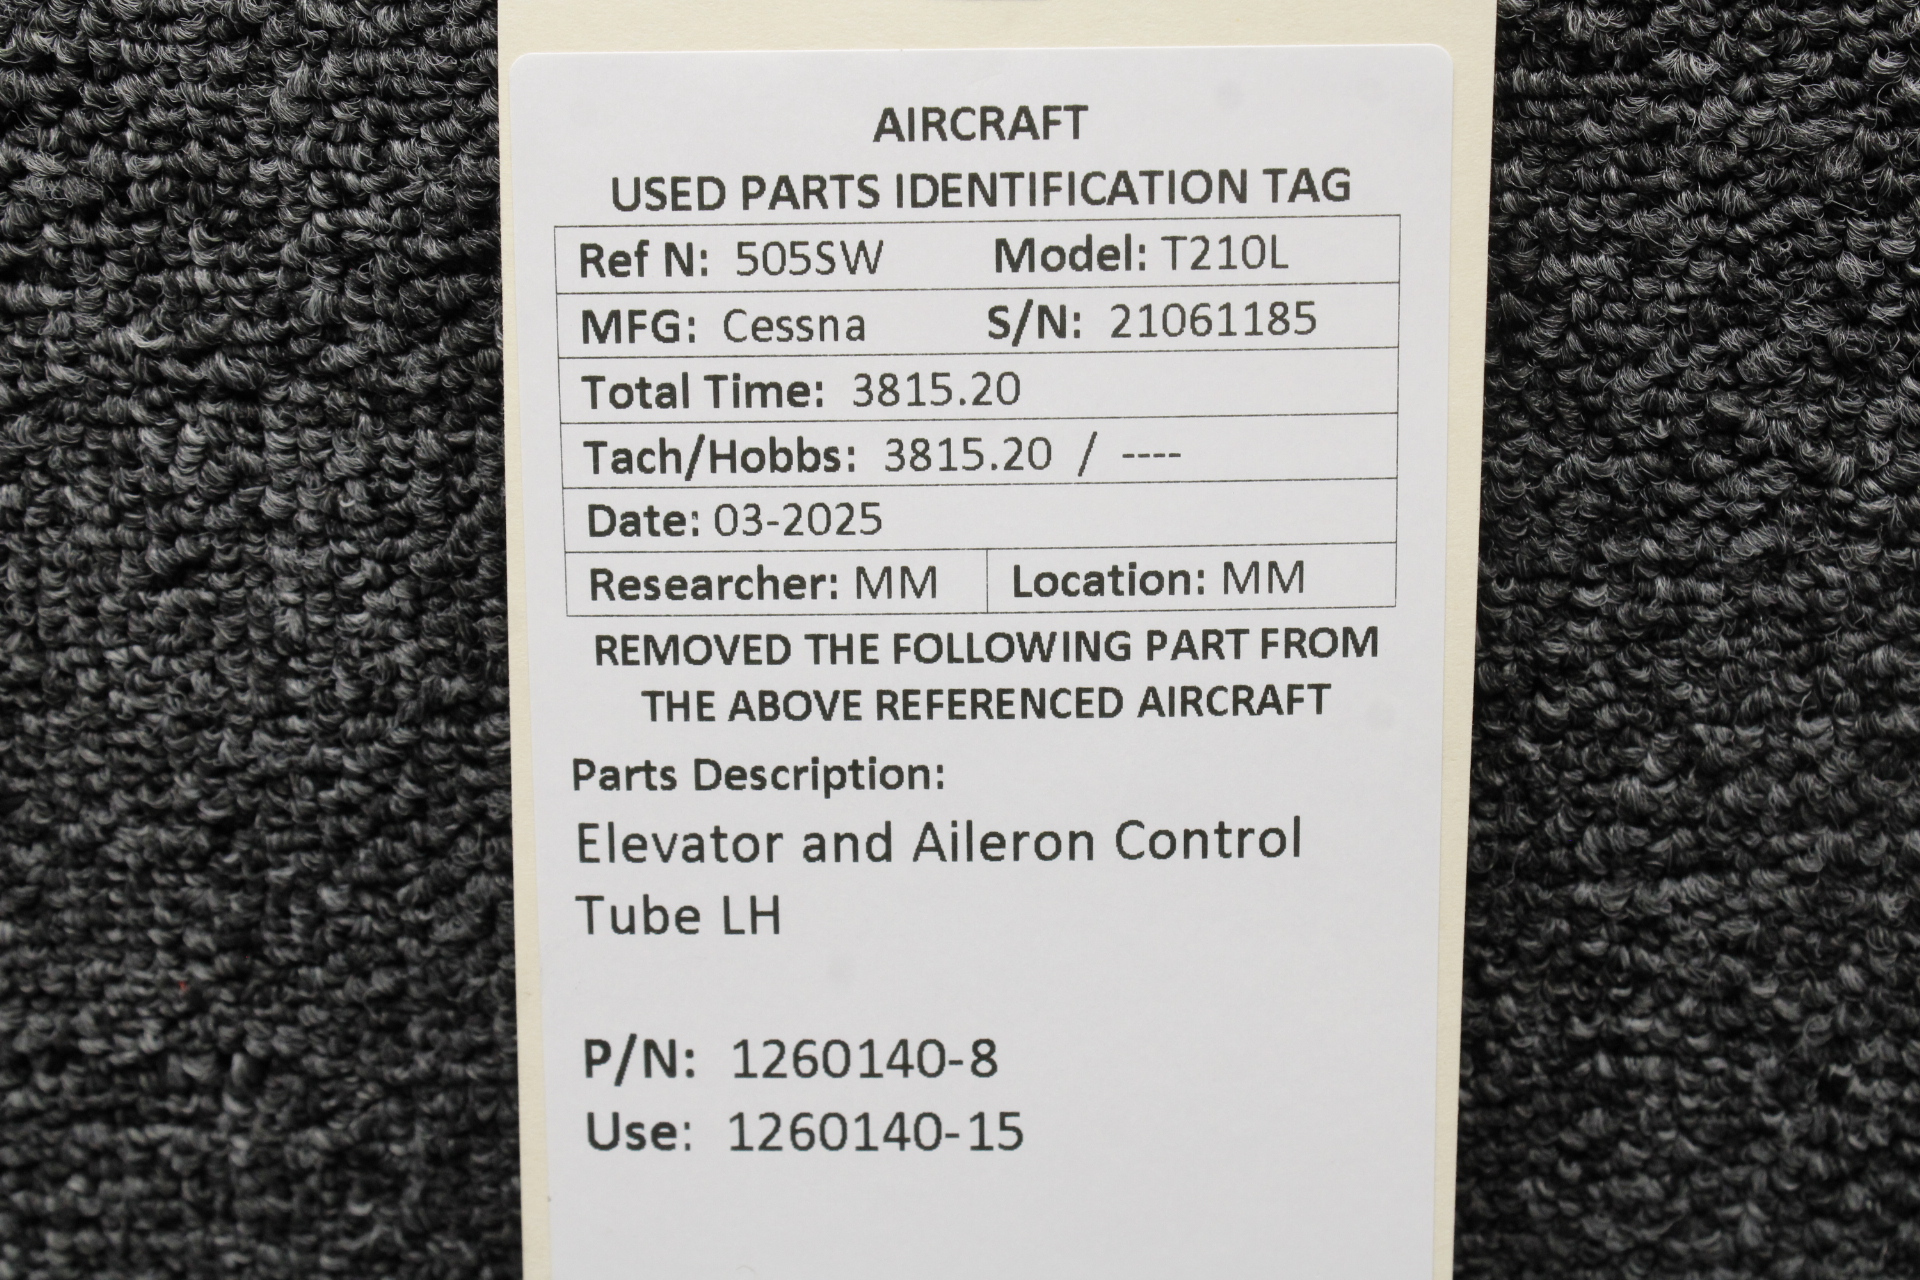 AIRCRAFT
USED PARTS IDENTIFICATION TAG
Ref N: 505SW Model: T210L
MFG: Cessna S/N: 21061185
Total Time: 3815.20
Tach/Hobbs: 3815.20 / ----
Date: 03-2025
Researcher: MM Location: MM
REMOVED THE FOLLOWING PART FROM
THE ABOVE REFERENCED AIRCRAFT
Parts Description:
Elevator and Aileron Control
Tube LH
P/N: 1260140-8
Use: 1260140-15